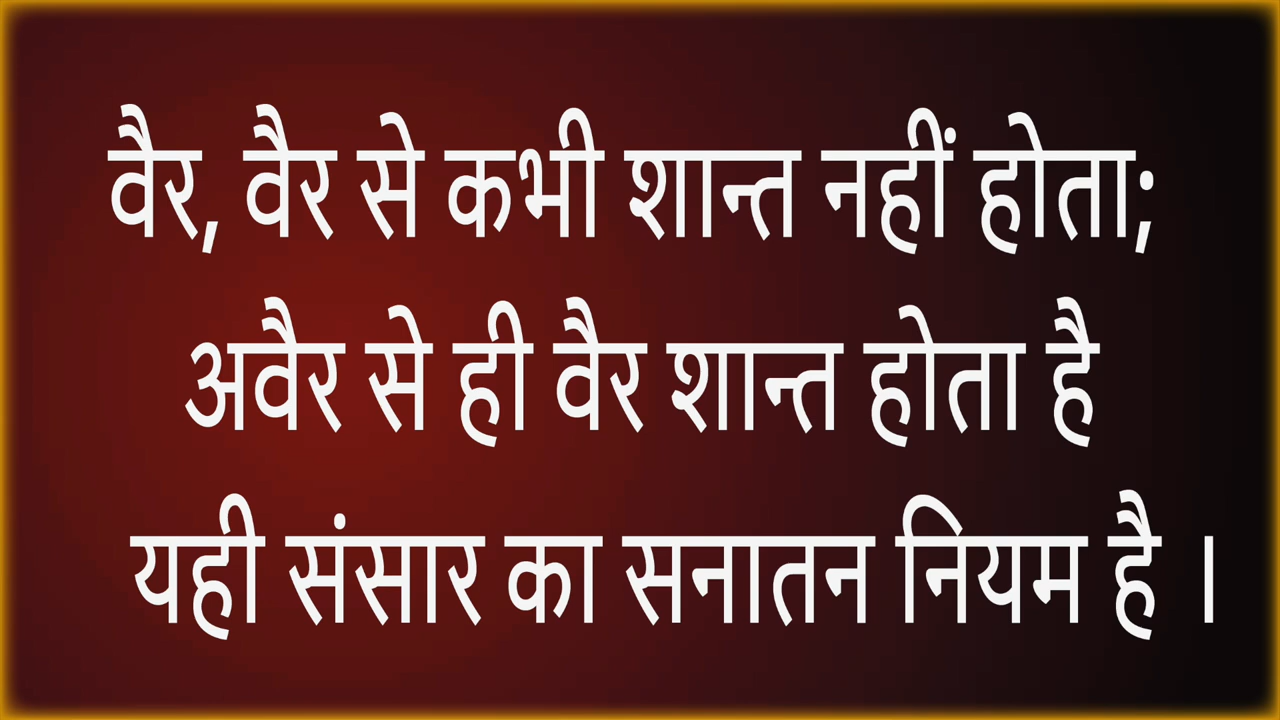 वैर, वैर से कभी शान्त नहीं होता;
अवैर से ही वैर शान्त होता है
यही संसार का सनातन नियम है ।